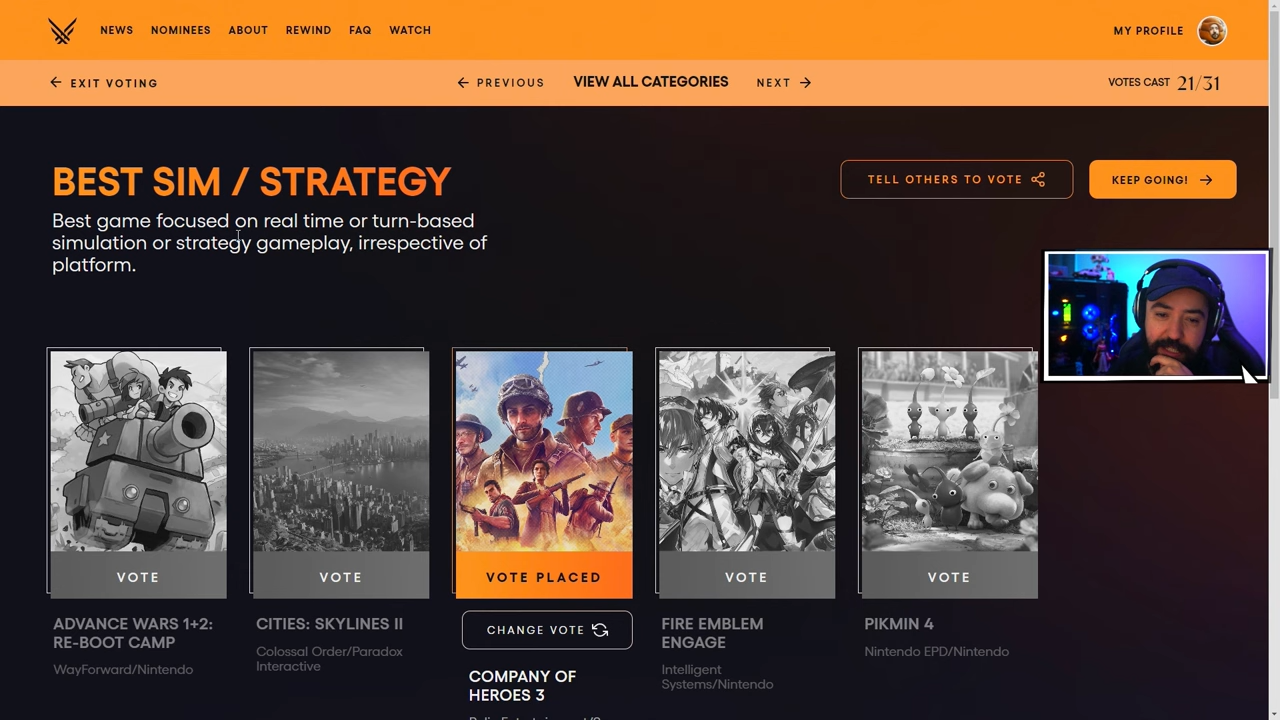 NEWS NOMINEES ABOUT REWIND FAQ WATCH MY PROFILE
EXIT VOTING PREVIOUS VIEW ALL CATEGORIES NEXT VOTES CAST 21/31
BEST SIM / STRATEGY
TELL OTHERS TO VOTE KEEP GOING!
Best game focused on real time or turn-based
simulation or strategy gameplay, irrespective of
platform.
VOTE VOTE VOTE PLACED VOTE VOTE
ADVANCE WARS 1+2:
RE-BOOT CAMP
WayForward/Nintendo
CITIES: SKYLINES II
Colossal Order/Paradox
Interactive
CHANGE VOTE
COMPANY OF
HEROES 3
FIRE EMBLEM
ENGAGE
Intelligent
Systems/Nintendo
PIKMIN 4
Nintendo EPD/Nintendo